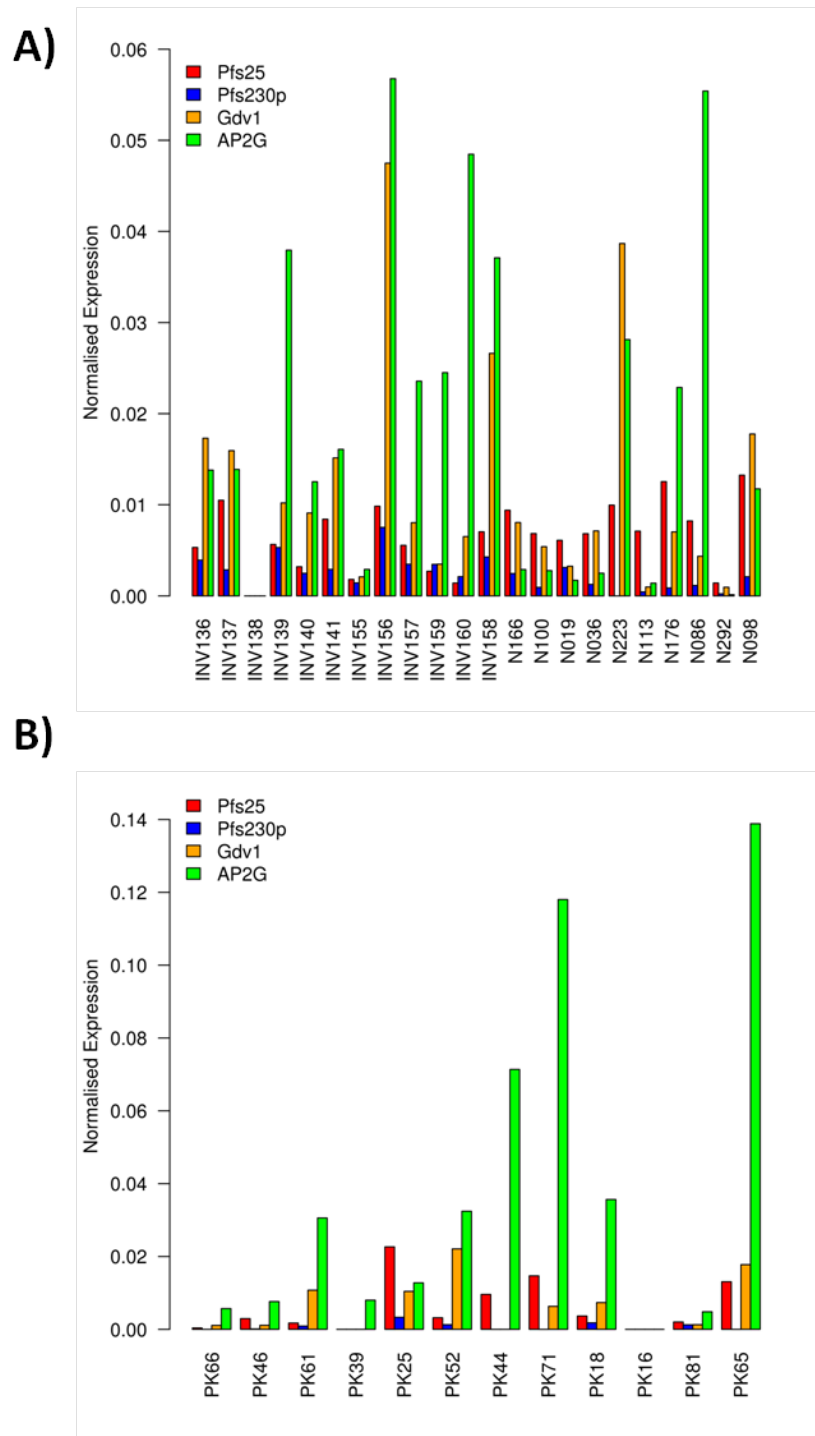 A)
0.06
0.05
0.04
0.03
0.02
0.01
0.00
Normalised Expression
Pfs25
Pfs230p
Gdv1
AP2G
INV136
INV137
INV138
INV139
INV140
INV141
INV155
INV156
INV157
INV159
INV160
INV158
N166
N100
N019
N036
N223
N113
N176
N086
N292
N098
B)
0.14
0.12
0.10
0.08
0.06
0.04
0.02
0.00
Normalised Expression
Pfs25
Pfs230p
Gdv1
AP2G
PK66
PK46
PK61
PK39
PK25
PK52
PK44
PK71
PK18
PK16
PK81
PK65